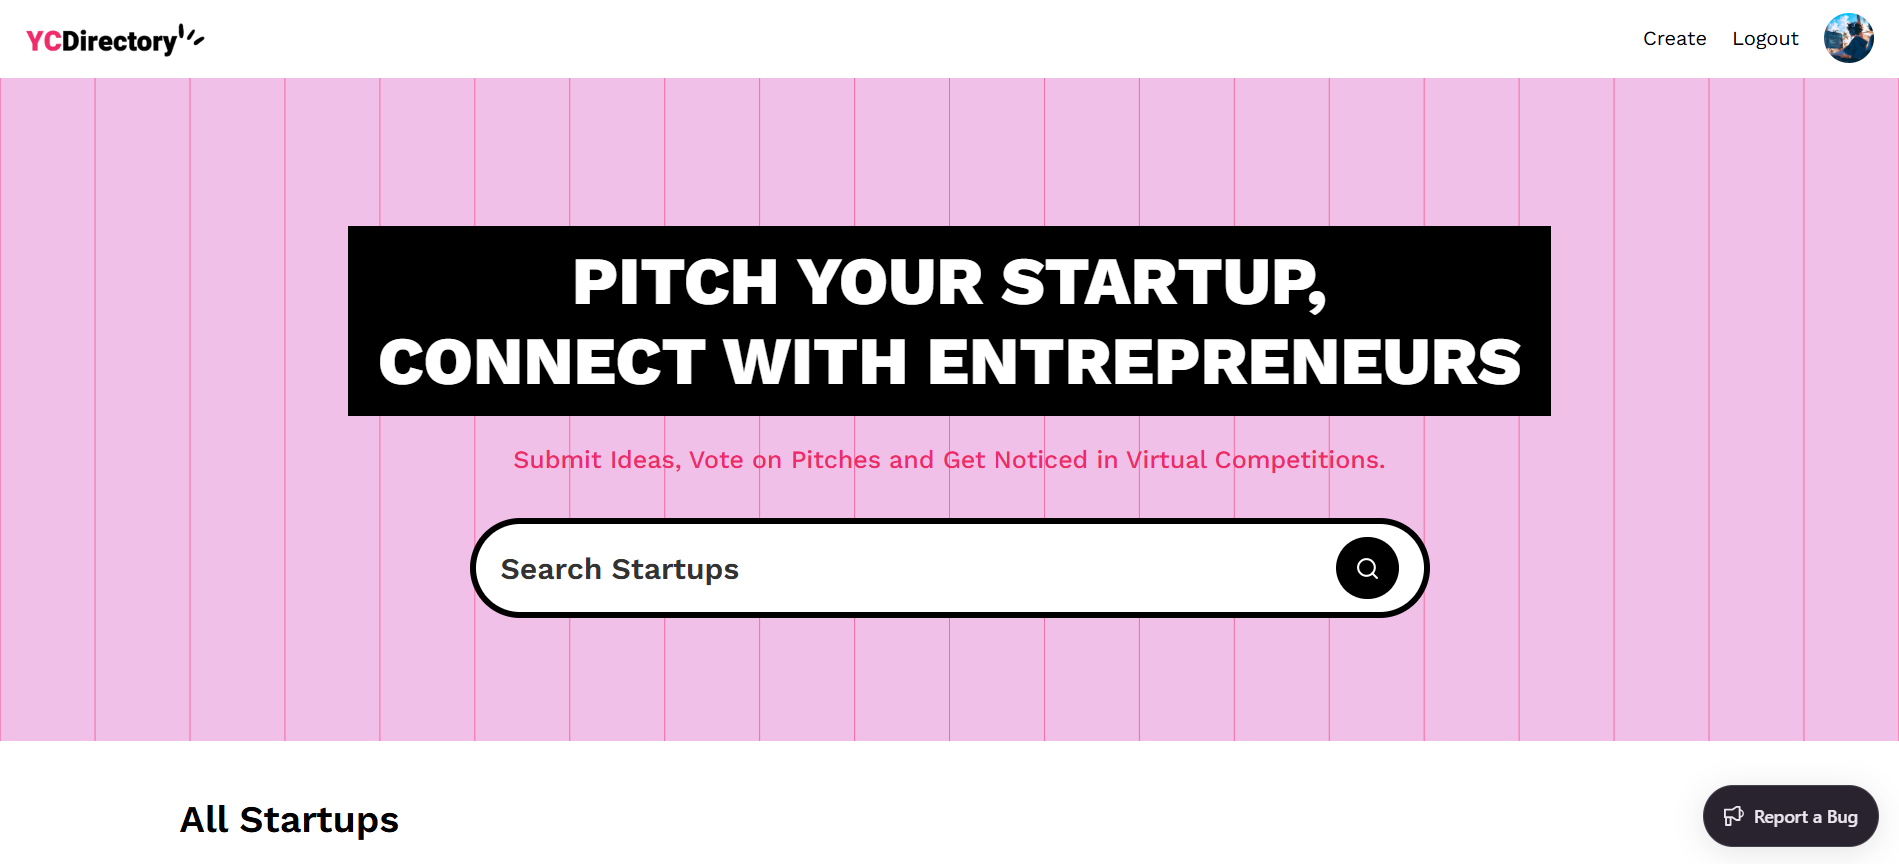 YCDirectory
Create
Logout
PITCH YOUR STARTUP,
CONNECT WITH ENTREPRENEURS
Submit Ideas, Vote on Pitches and Get Noticed in Virtual Competitions.
Search Startups
All Startups
Report a Bug